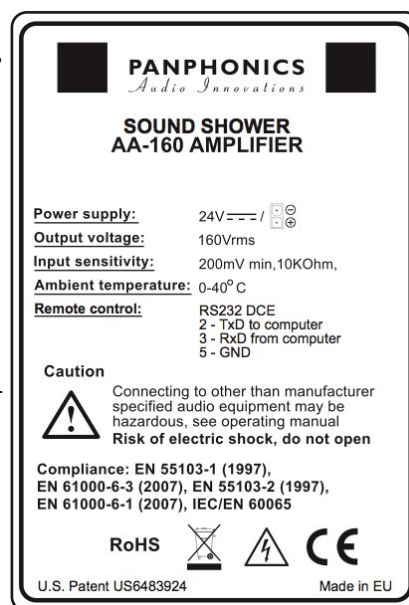 PANPHONICS
Audio Innovations
SOUND SHOWER
AA-160 AMPLIFIER
Power supply: 24V ⎓ / ⊖
⊕
Output voltage: 160Vrms
Input sensitivity: 200mV min,10KOhm,
Ambient temperature: 0-40° C
Remote control: RS232 DCE
2 - TxD to computer
3 - RxD from computer
5 - GND
Caution
Connecting to other than manufacturer
specified audio equipment may be
hazardous, see operating manual
Risk of electric shock, do not open
Compliance: EN 55103-1 (1997),
EN 61000-6-3 (2007), EN 55103-2 (1997),
EN 61000-6-1 (2007), IEC/EN 60065
RoHS CE
U.S. Patent US6483924 Made in EU